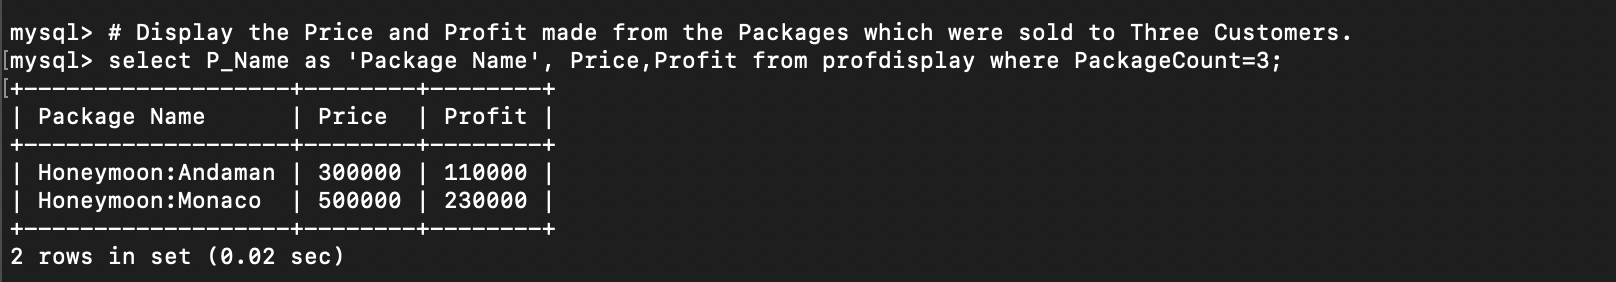 mysql> # Display the Price and Profit made from the Packages which were sold to Three Customers.
[mysql> select P_Name as 'Package Name', Price,Profit from profdisplay where PackageCount=3;
[+-------------------+--------+--------+
| Package Name      | Price  | Profit |
+-------------------+--------+--------+
| Honeymoon:Andaman | 300000 | 110000 |
| Honeymoon:Monaco  | 500000 | 230000 |
+-------------------+--------+--------+
2 rows in set (0.02 sec)